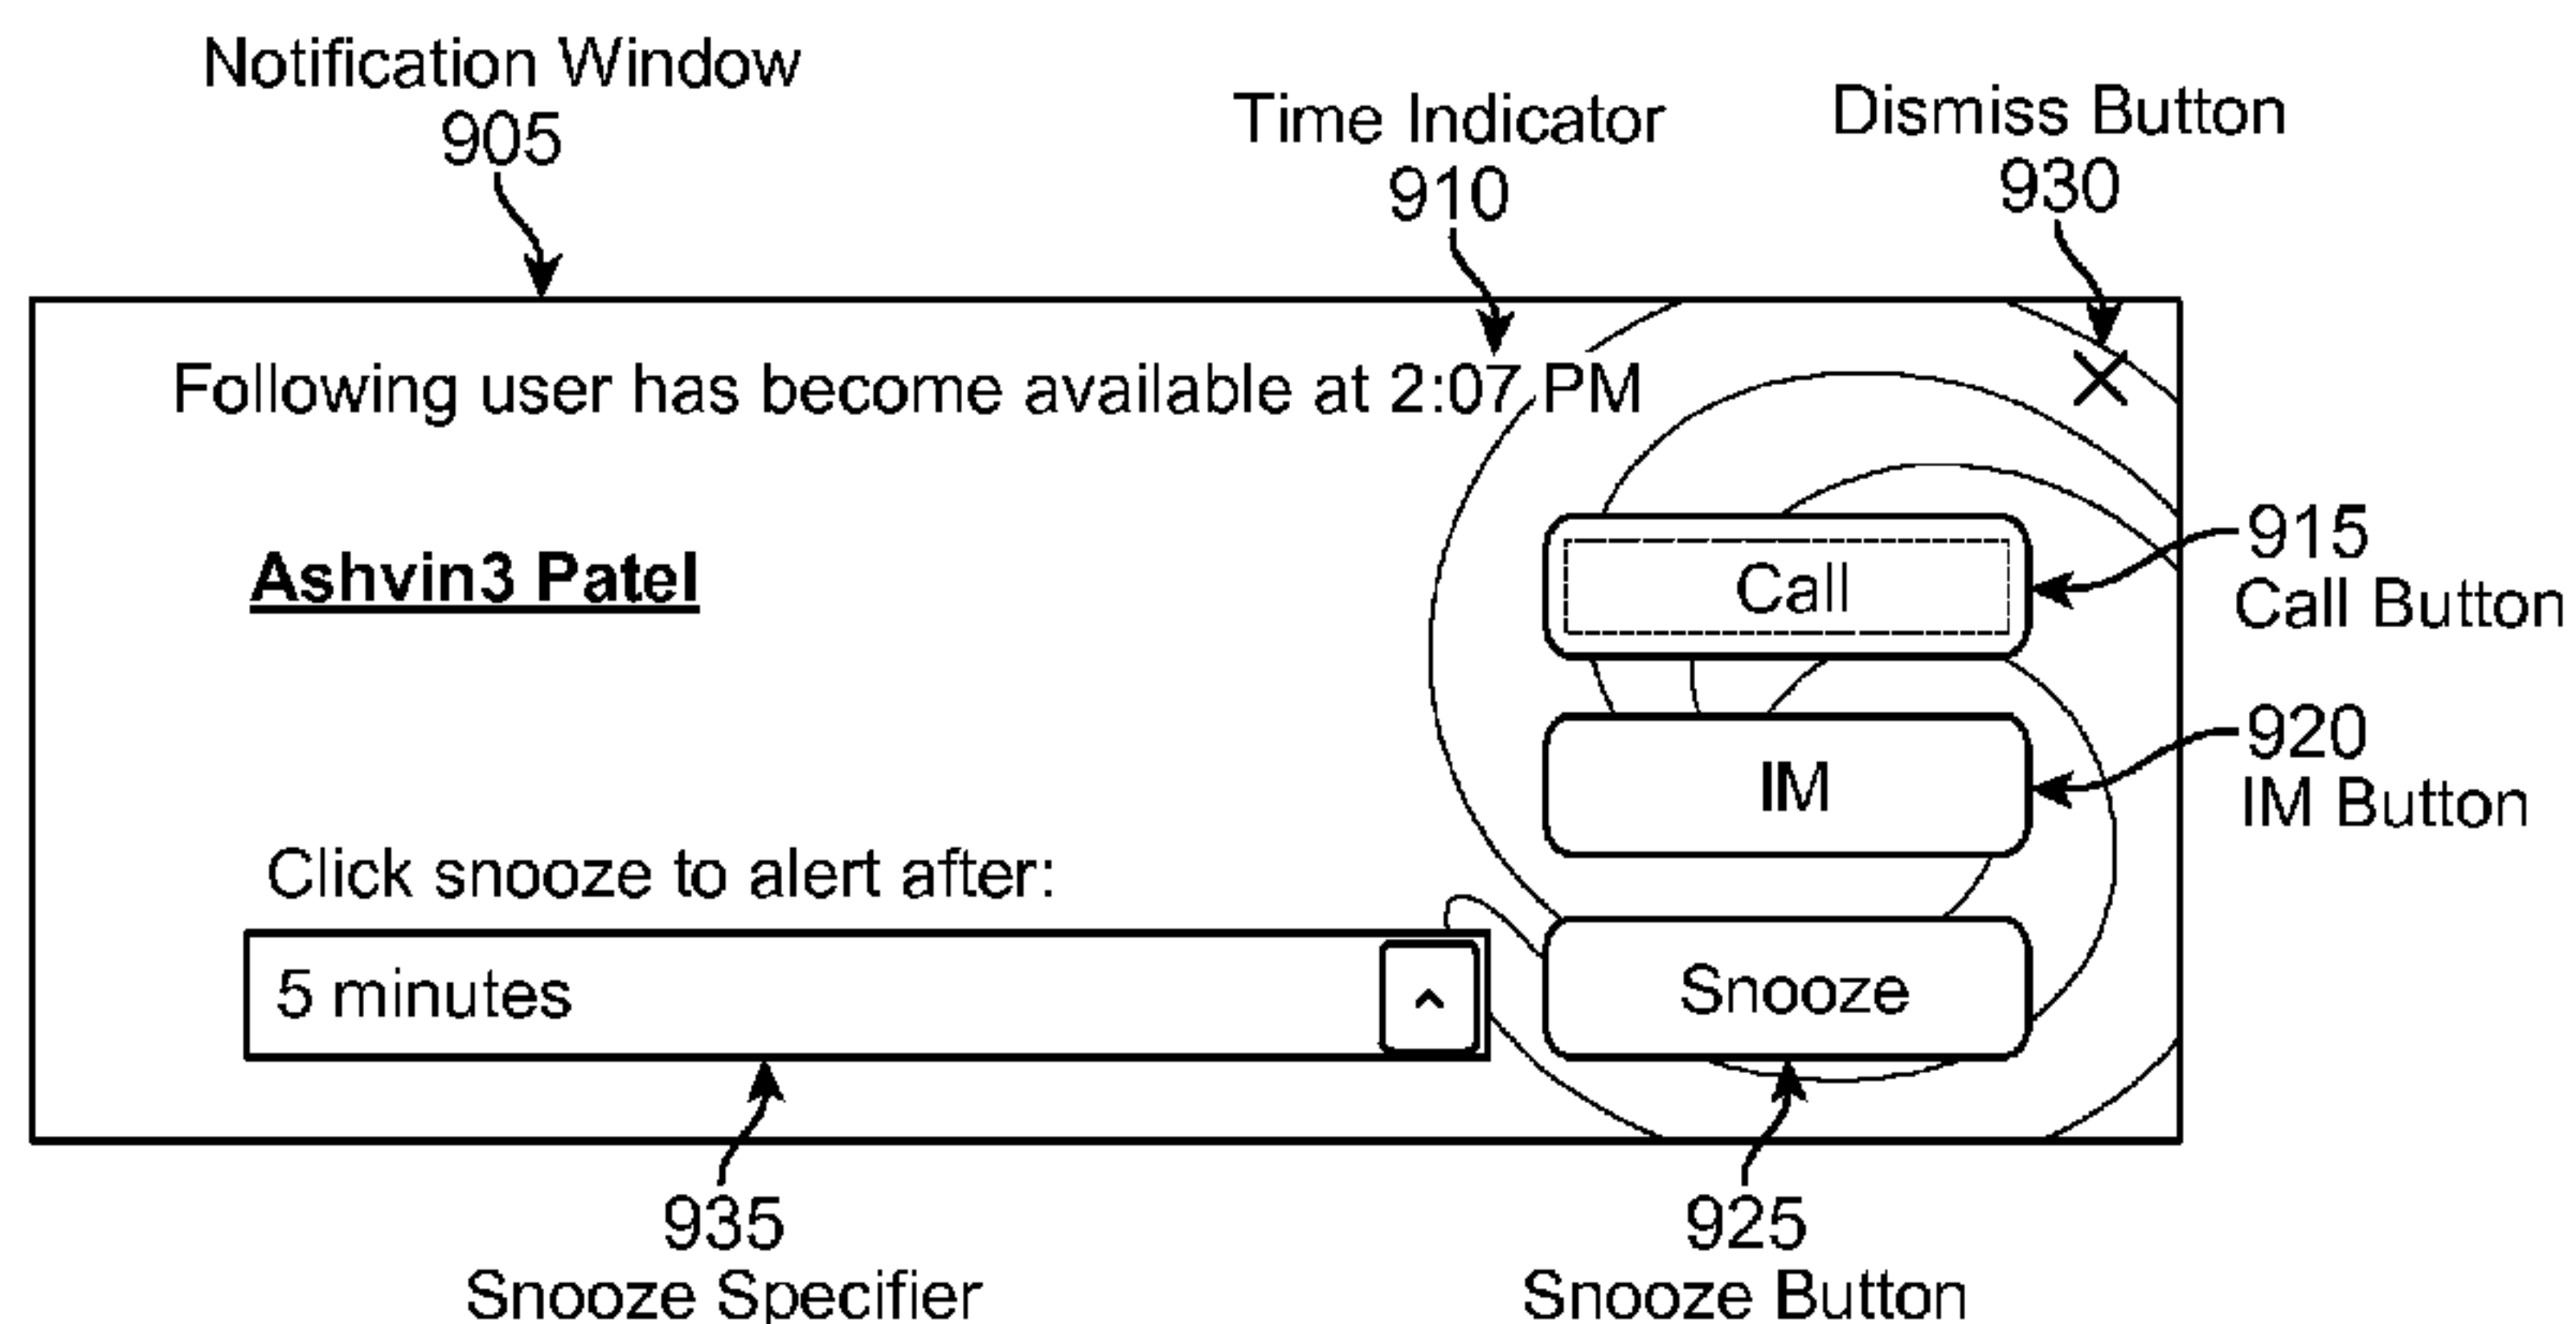 Notification Window
905
Time Indicator
910
Dismiss Button
930
Following user has become available at 2:07 PM
Ashvin3 Patel
Call
915
Call Button
IM
920
IM Button
Click snooze to alert after:
5 minutes
Snooze
935
Snooze Specifier
925
Snooze Button